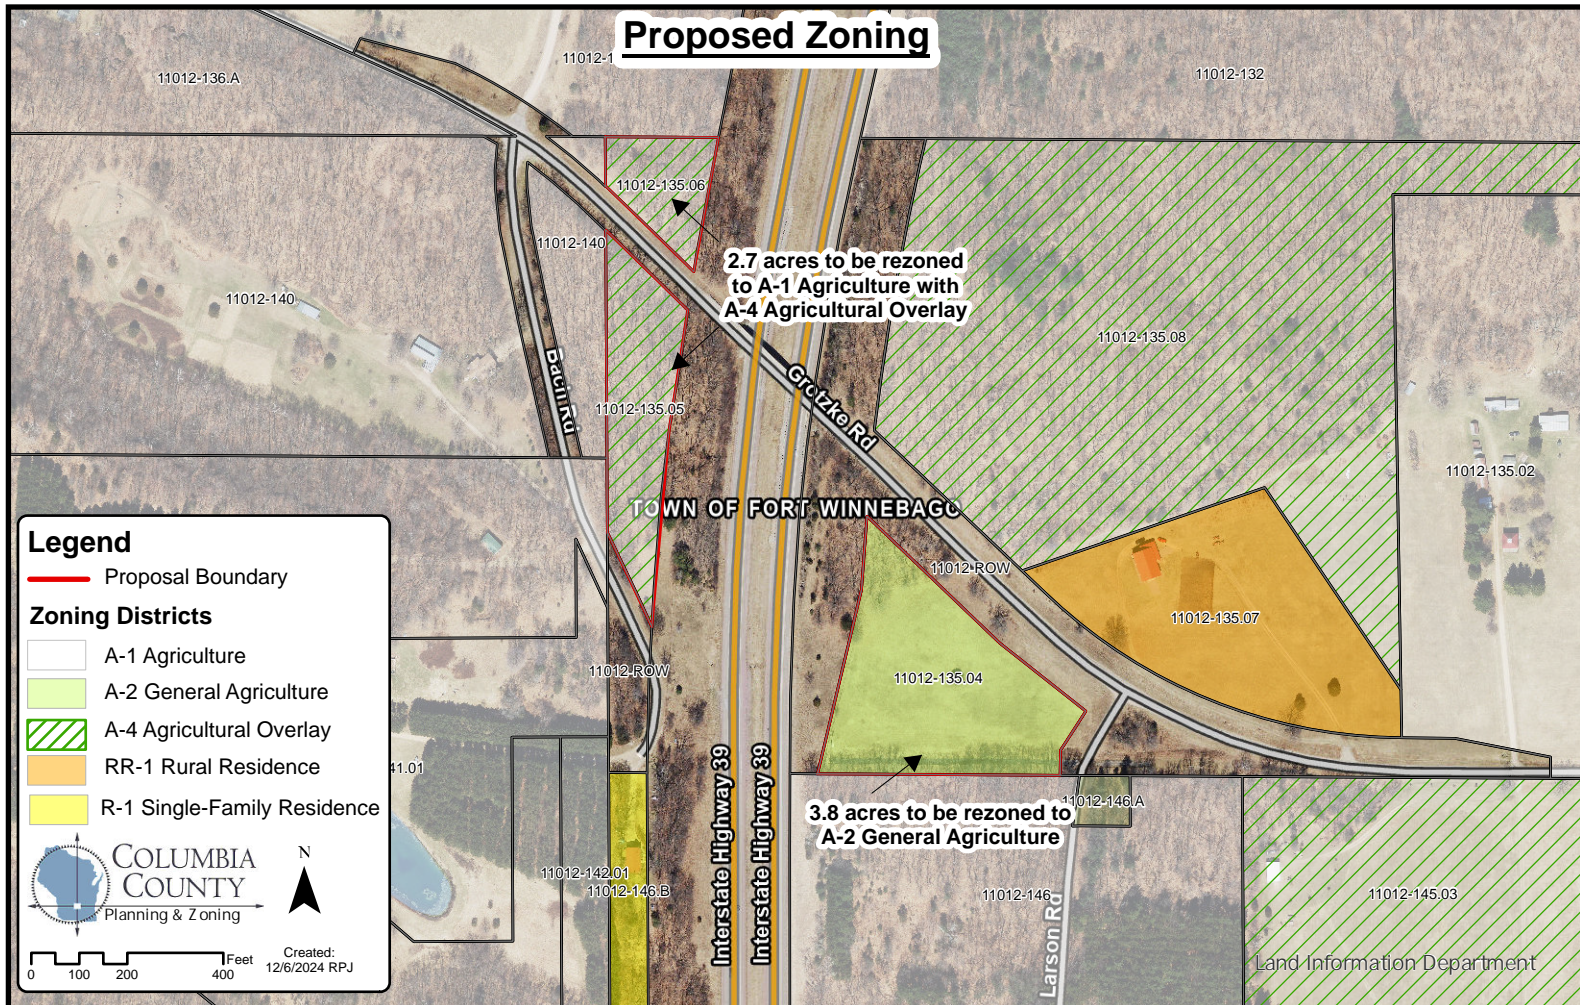 Proposed Zoning
11012-136.A
11012-1
11012-132
11012-135.06
11012-140
11012-140
2.7 acres to be rezoned
to A-1 Agriculture with
A-4 Agricultural Overlay
11012-135.08
Bach Rd
Grotzke Rd
11012-135.05
11012-135.02
TOWN OF FORT WINNEBAGO
11012-ROW
11012-135.07
11012-ROW
11012-135.04
Interstate Highway 39
Interstate Highway 39
3.8 acres to be rezoned to
A-2 General Agriculture
11012-146.A
41.01
11012-142.01
11012-146.B
11012-146
11012-145.03
Larson Rd
Land Information Department
Legend
Proposal Boundary
Zoning Districts
A-1 Agriculture
A-2 General Agriculture
A-4 Agricultural Overlay
RR-1 Rural Residence
R-1 Single-Family Residence
COLUMBIA
COUNTY
Planning & Zoning
N
0 100 200 400
Feet
Created:
12/6/2024 RPJ